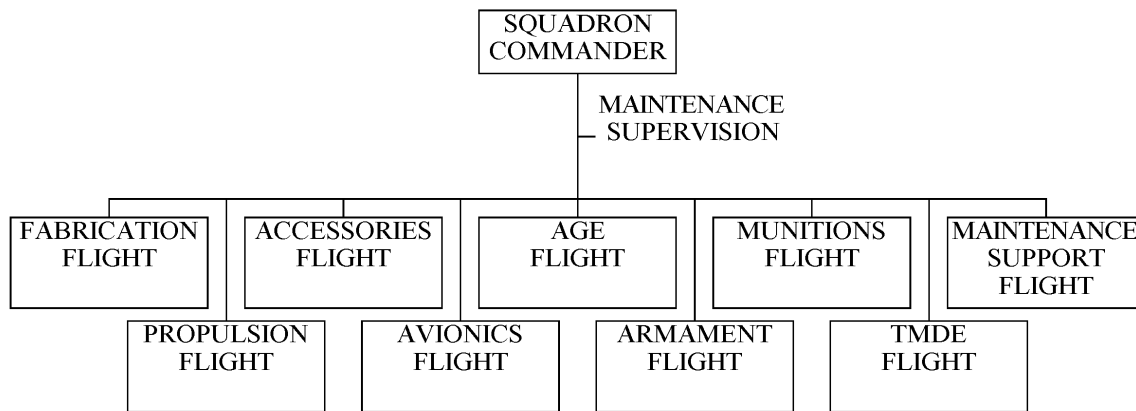 SQUADRON
COMMANDER
MAINTENANCE
SUPERVISION
FABRICATION
FLIGHT
ACCESSORIES
FLIGHT
AGE
FLIGHT
MUNITIONS
FLIGHT
MAINTENANCE
SUPPORT
FLIGHT
PROPULSION
FLIGHT
AVIONICS
FLIGHT
ARMAMENT
FLIGHT
TMDE
FLIGHT